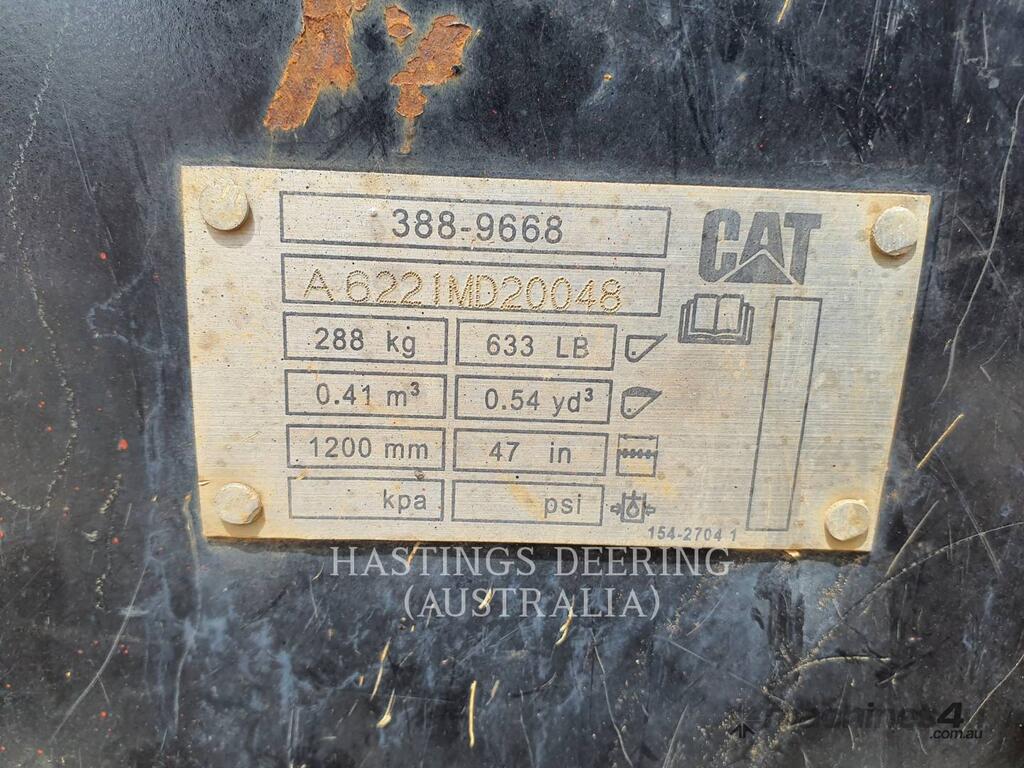 388-9668
CAT
A6221MD20048
288 kg 633 LB
0.41 m³ 0.54 yd³
1200 mm 47 in
kpa psi
154-2704 1
HASTINGS DEERING
(AUSTRALIA)
machines4
.com.au